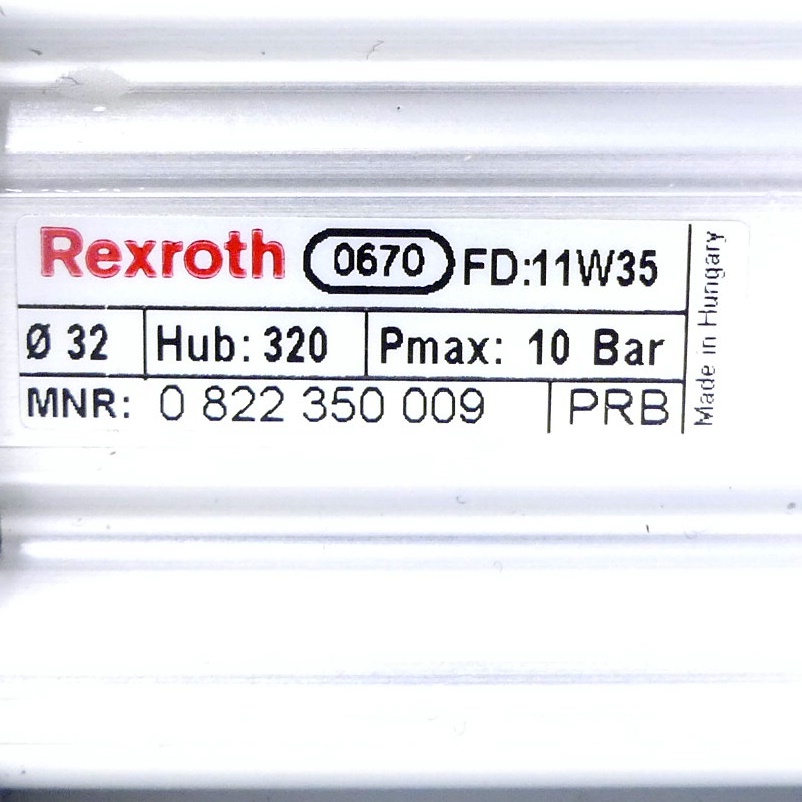 Rexroth 0670 FD:11W35
Ø 32 Hub: 320 Pmax: 10 Bar
MNR: 0 822 350 009 PRB
Made in Hungary